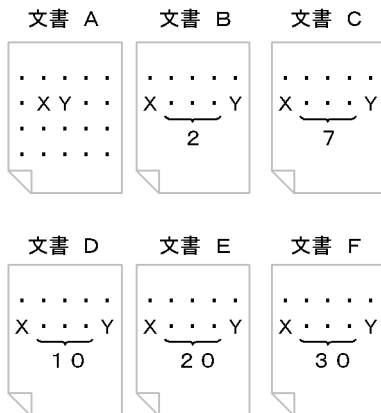 文書 A
文書 B
文書 C
. . . . .
. X Y . .
. . . . .
. . . . .
. . . . .
X . . . Y
2
. . . . .
X . . . Y
7
文書 D
文書 E
文書 F
. . . . .
X . . . Y
10
. . . . .
X . . . Y
20
. . . . .
X . . . Y
30